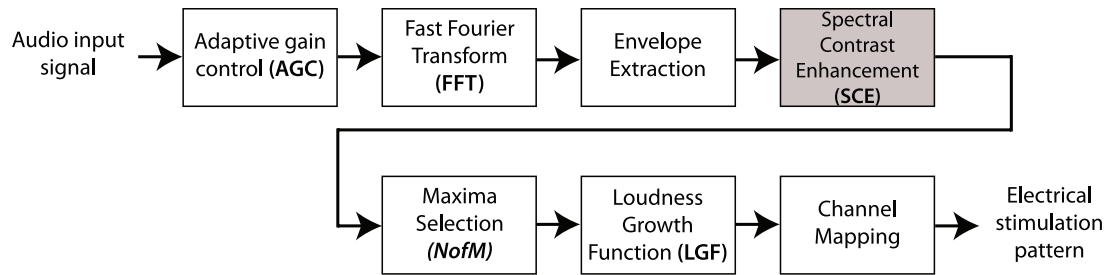 Audio input
signal
Adaptive gain
control (AGC)
Fast Fourier
Transform
(FFT)
Envelope
Extraction
Spectral
Contrast
Enhancement
(SCE)
Maxima
Selection
(NofM)
Loudness
Growth
Function (LGF)
Channel
Mapping
Electrical
stimulation
pattern